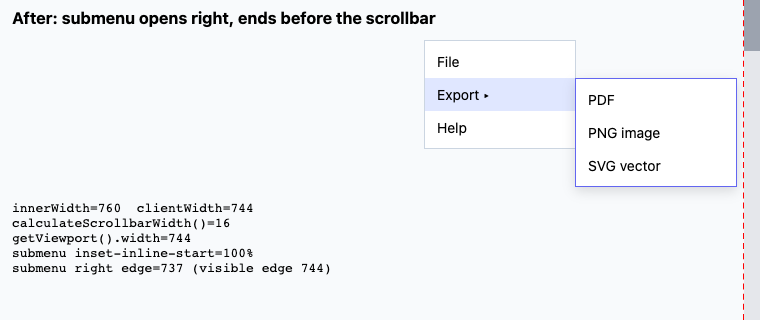 After: submenu opens right, ends before the scrollbar
File
Export ▸
Help
PDF
PNG image
SVG vector
innerWidth=760  clientWidth=744
calculateScrollbarWidth()=16
getViewport().width=744
submenu inset-inline-start=100%
submenu right edge=737 (visible edge 744)